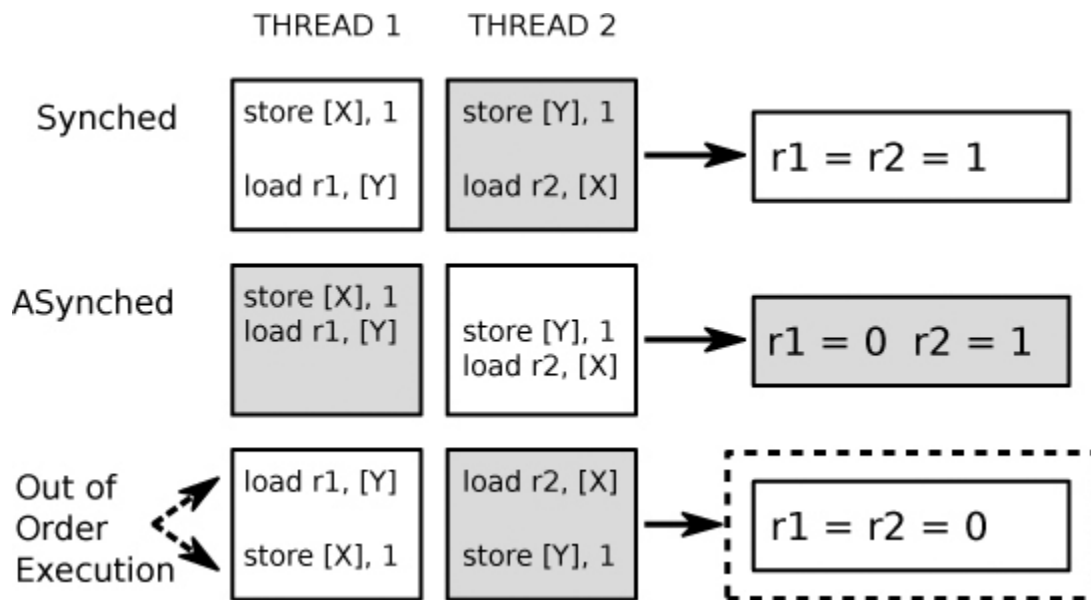 THREAD 1 THREAD 2
Synched
store [X], 1
load r1, [Y]
store [Y], 1
load r2, [X]
r1 = r2 = 1
ASynched
store [X], 1
load r1, [Y]
store [Y], 1
load r2, [X]
r1 = 0 r2 = 1
Out of
Order
Execution
load r1, [Y]
store [X], 1
load r2, [X]
store [Y], 1
r1 = r2 = 0